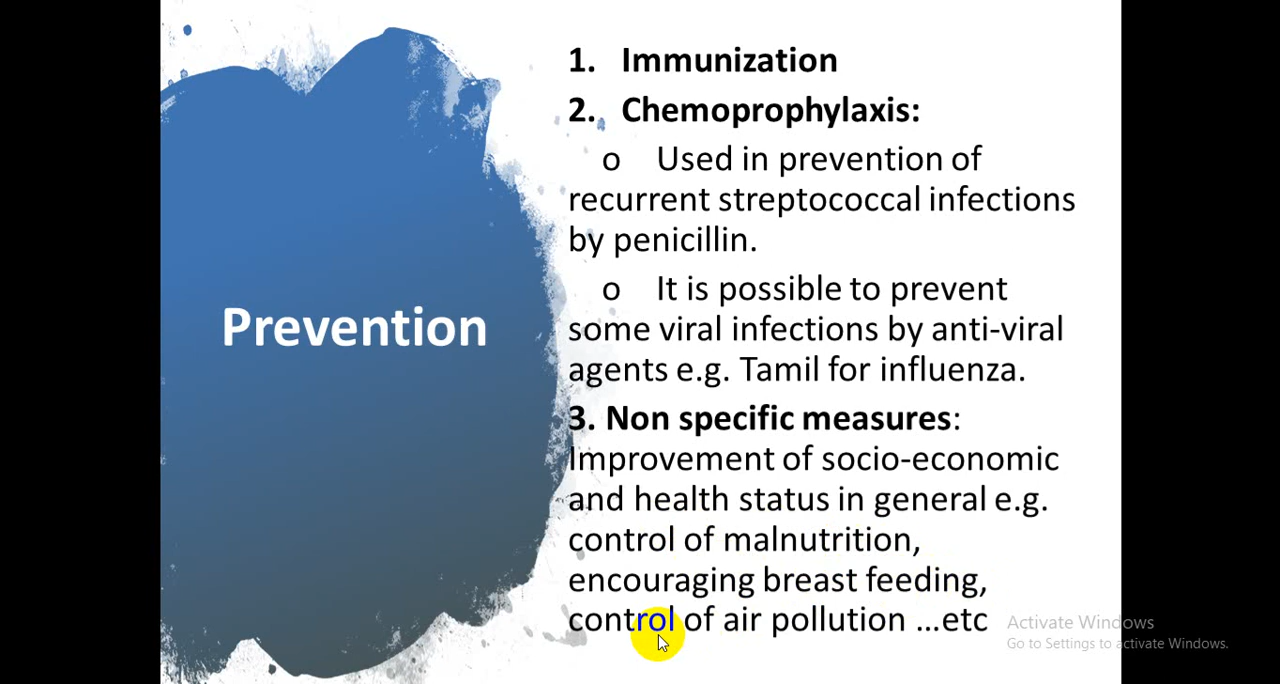 Prevention
1. Immunization
2. Chemoprophylaxis:
o Used in prevention of
recurrent streptococcal infections
by penicillin.
o It is possible to prevent
some viral infections by anti-viral
agents e.g. Tamil for influenza.
3. Non specific measures:
Improvement of socio-economic
and health status in general e.g.
control of malnutrition,
encouraging breast feeding,
control of air pollution ...etc
Activate Windows
Go to Settings to activate Windows.